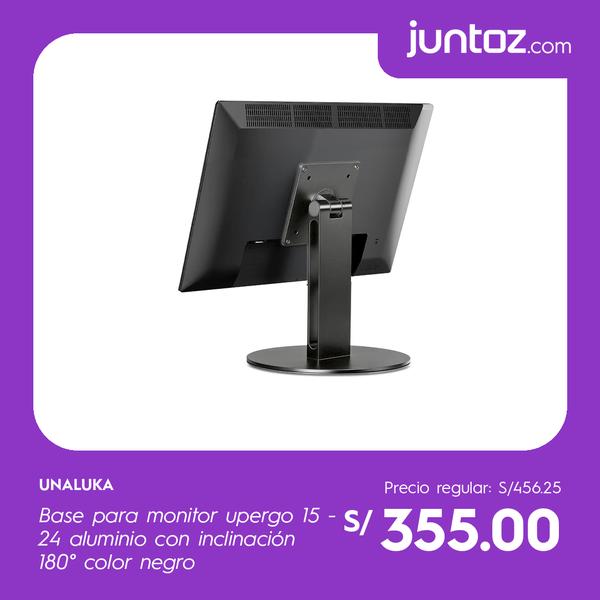 juntoz.com
UNALUKA
Base para monitor upergo 15 -
24 aluminio con inclinación
180° color negro
Precio regular: S/456.25
S/ 355.00